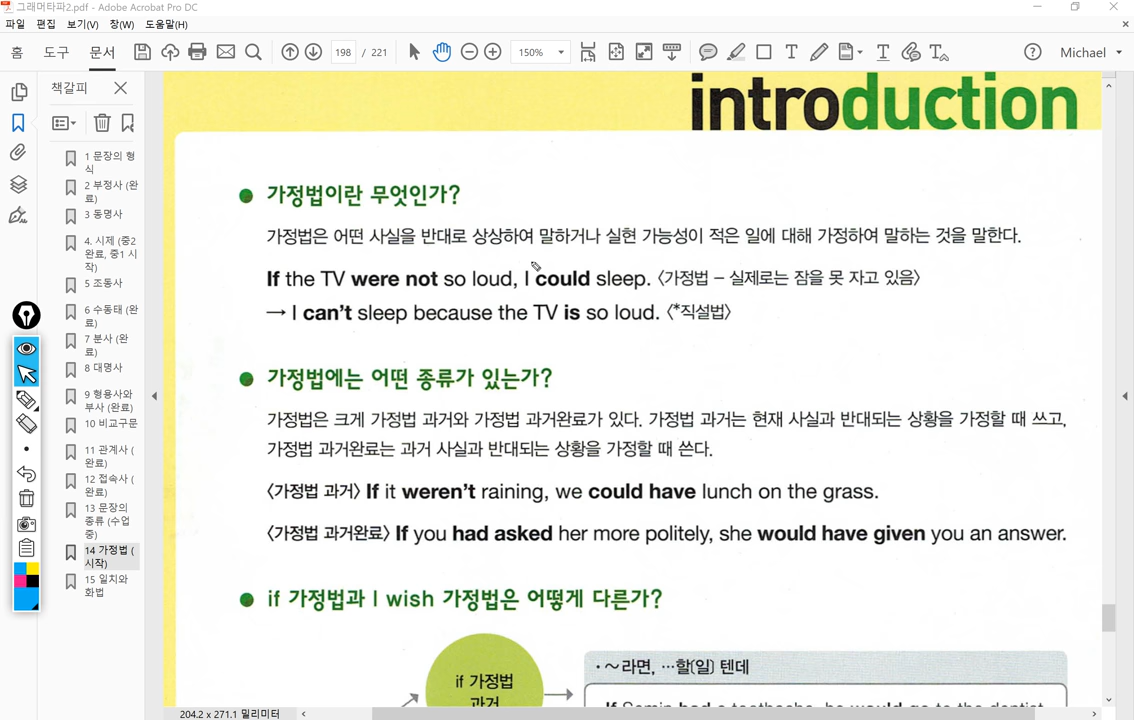 그래머타파2.pdf - Adobe Acrobat Pro DC
파일 편집 보기(V) 창(W) 도움말(H)
홈 도구 문서 198 / 221 150% Michael
책갈피
1 문장의 형
식
2 부정사 (완
료)
3 동명사
4. 시제 (중2
완료, 중1 시
작)
5 조동사
6 수동태 (완
료)
7 분사 (완
료)
8 대명사
9 형용사와
부사 (완료)
10 비교구문
11 관계사 (
완료)
12 접속사 (
완료)
13 문장의
종류 (수업
중)
14 가정법 (
시작)
15 일치와
화법
introduction
가정법이란 무엇인가?
가정법은 어떤 사실을 반대로 상상하여 말하거나 실현 가능성이 적은 일에 대해 가정하여 말하는 것을 말한다.
If the TV were not so loud, I could sleep. 〈가정법 – 실제로는 잠을 못 자고 있음〉
→ I can't sleep because the TV is so loud. 〈*직설법〉
가정법에는 어떤 종류가 있는가?
가정법은 크게 가정법 과거와 가정법 과거완료가 있다. 가정법 과거는 현재 사실과 반대되는 상황을 가정할 때 쓰고,
가정법 과거완료는 과거 사실과 반대되는 상황을 가정할 때 쓴다.
〈가정법 과거〉 If it weren't raining, we could have lunch on the grass.
〈가정법 과거완료〉 If you had asked her more politely, she would have given you an answer.
if 가정법과 I wish 가정법은 어떻게 다른가?
if 가정법
과거
· ~라면, …할(일) 텐데
If Semin had a toothache, he would go to the dentist
204.2 x 271.1 밀리미터